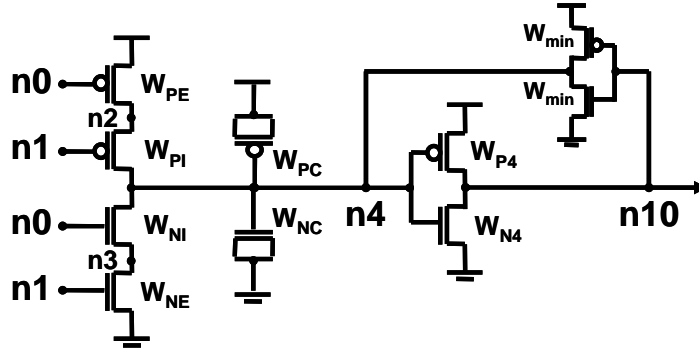 n0
W_PE
n2
n1
W_PI
n0
W_NI
n3
n1
W_NE
W_PC
W_NC
n4
W_P4
W_N4
W_min
W_min
n10